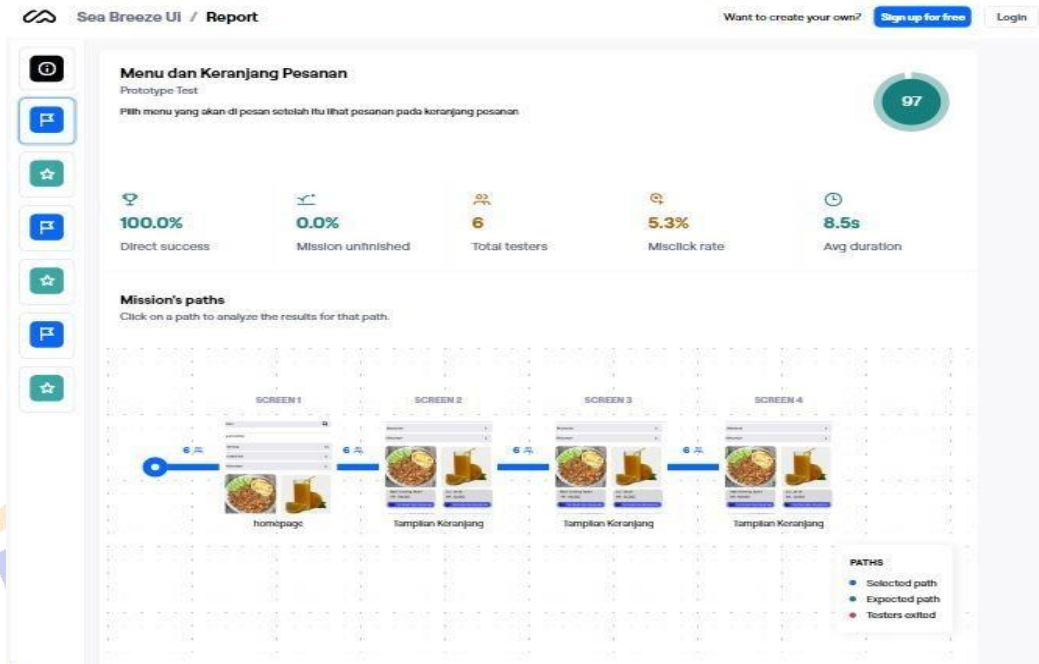 Sea Breeze Ui / Report
Want to create your own? Sign up for free Login
Menu dan Keranjang Pesanan
Prototype Test
Pilih menu yang akan di pesan setelah itu lihat pesanan pada keranjang pesanan
97
100.0% 0.0% 6 5.3% 8.5s
Direct success Mission unfinished Total testers Misclick rate Avg duration
Mission's paths
Click on a path to analyze the results for that path.
SCREEN 1 SCREEN 2 SCREEN 3 SCREEN 4
6 6 6 6
homepage Tampilan Keranjang Tampilan Keranjang Tampilan Keranjang
PATHS
Selected path
Expected path
Testers exited